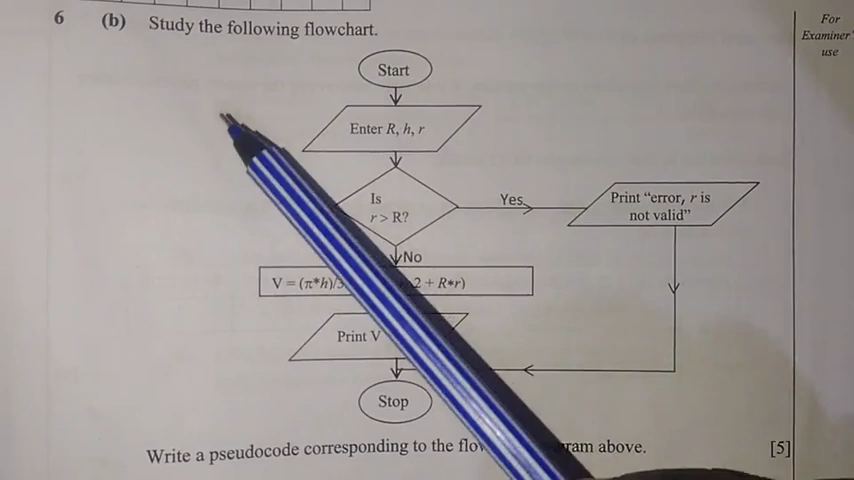 6 (b) Study the following flowchart.
For
Examiner'
use
Start
Enter R, h, r
Is
r > R?
Yes
Print "error, r is
not valid"
No
V = (π*h)/3 2 + R*r)
Print V
Stop
Write a pseudocode corresponding to the flo ram above.
[5]